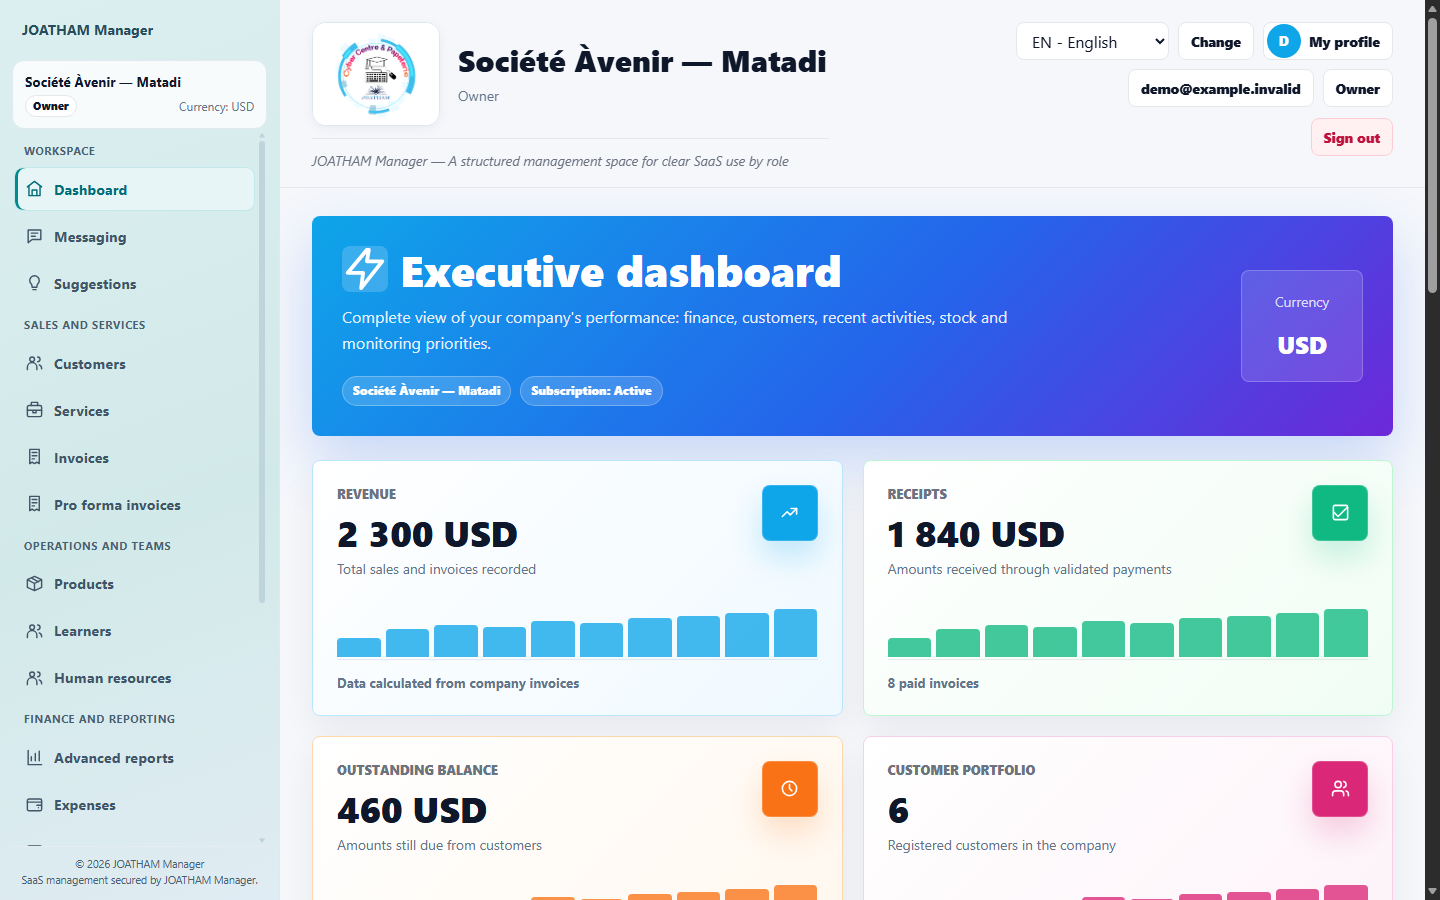 JOATHAM Manager
Société Àvenir — Matadi
Owner
Currency: USD
WORKSPACE
Dashboard
Messaging
Suggestions
SALES AND SERVICES
Customers
Services
Invoices
Pro forma invoices
OPERATIONS AND TEAMS
Products
Learners
Human resources
FINANCE AND REPORTING
Advanced reports
Expenses
© 2026 JOATHAM Manager
SaaS management secured by JOATHAM Manager.
Cyber Centre & Papeterie
JOATHAM
Société Àvenir — Matadi
Owner
JOATHAM Manager — A structured management space for clear SaaS use by role
EN - English
Change
D
My profile
demo@example.invalid
Owner
Sign out
Executive dashboard
Complete view of your company's performance: finance, customers, recent activities, stock and
monitoring priorities.
Société Àvenir — Matadi
Subscription: Active
Currency
USD
REVENUE
2 300 USD
Total sales and invoices recorded
Data calculated from company invoices
RECEIPTS
1 840 USD
Amounts received through validated payments
8 paid invoices
OUTSTANDING BALANCE
460 USD
Amounts still due from customers
CUSTOMER PORTFOLIO
6
Registered customers in the company